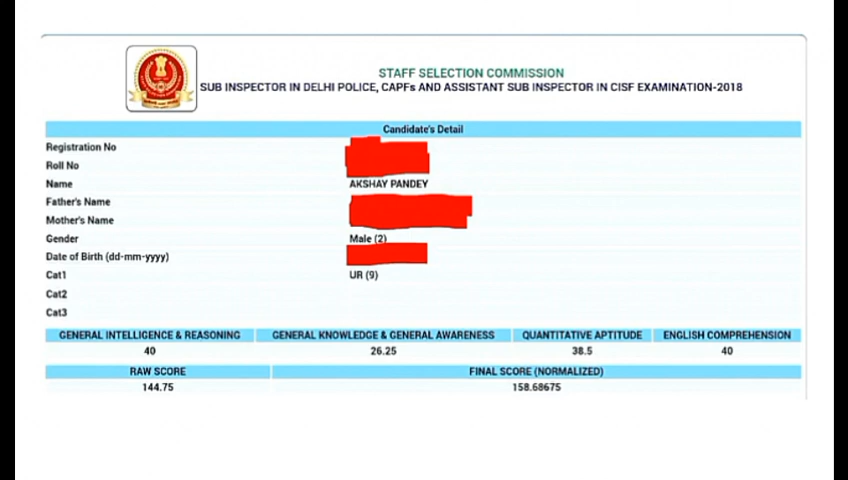 STAFF SELECTION COMMISSION
SUB INSPECTOR IN DELHI POLICE, CAPFs AND ASSISTANT SUB INSPECTOR IN CISF EXAMINATION-2018
Candidate's Detail
Registration No
Roll No
Name AKSHAY PANDEY
Father's Name
Mother's Name
Gender Male (2)
Date of Birth (dd-mm-yyyy)
Cat1 UR (9)
Cat2
Cat3
GENERAL INTELLIGENCE & REASONING GENERAL KNOWLEDGE & GENERAL AWARENESS QUANTITATIVE APTITUDE ENGLISH COMPREHENSION
40 26.25 38.5 40
RAW SCORE FINAL SCORE (NORMALIZED)
144.75 158.68675